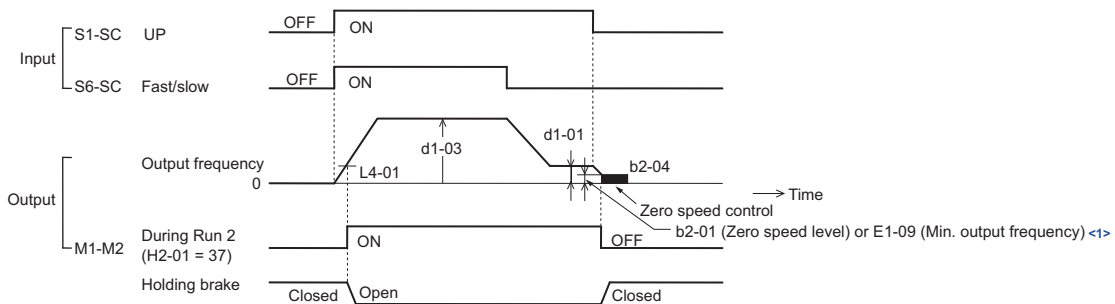 OFF ON
S1-SC UP
Input
OFF ON
S6-SC Fast/slow
d1-01
d1-03
Output frequency
L4-01
b2-04
0
Time
Output
Zero speed control
b2-01 (Zero speed level) or E1-09 (Min. output frequency) <1>
M1-M2 During Run 2
(H2-01 = 37)
ON OFF
Holding brake
Closed Open Closed